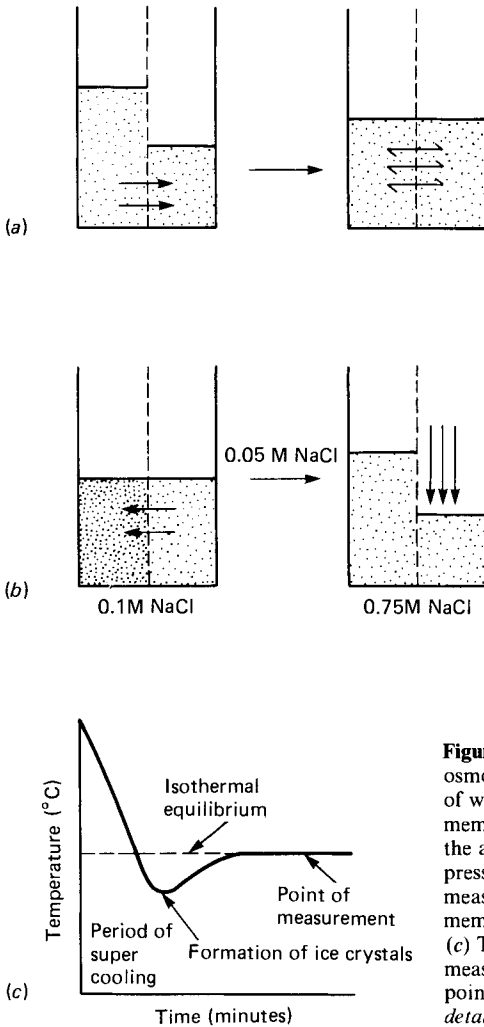 (a)
0.05 M NaCl
(b)
0.1M NaCl
0.75M NaCl
Temperature (°C)
Isothermal
equilibrium
Point of
measurement
Period of
super
cooling
Formation of ice crystals
(c)
Time (minutes)
Figur
osmo
of w
mem
the a
press
meas
mem
(c) T
meas
poin
deta